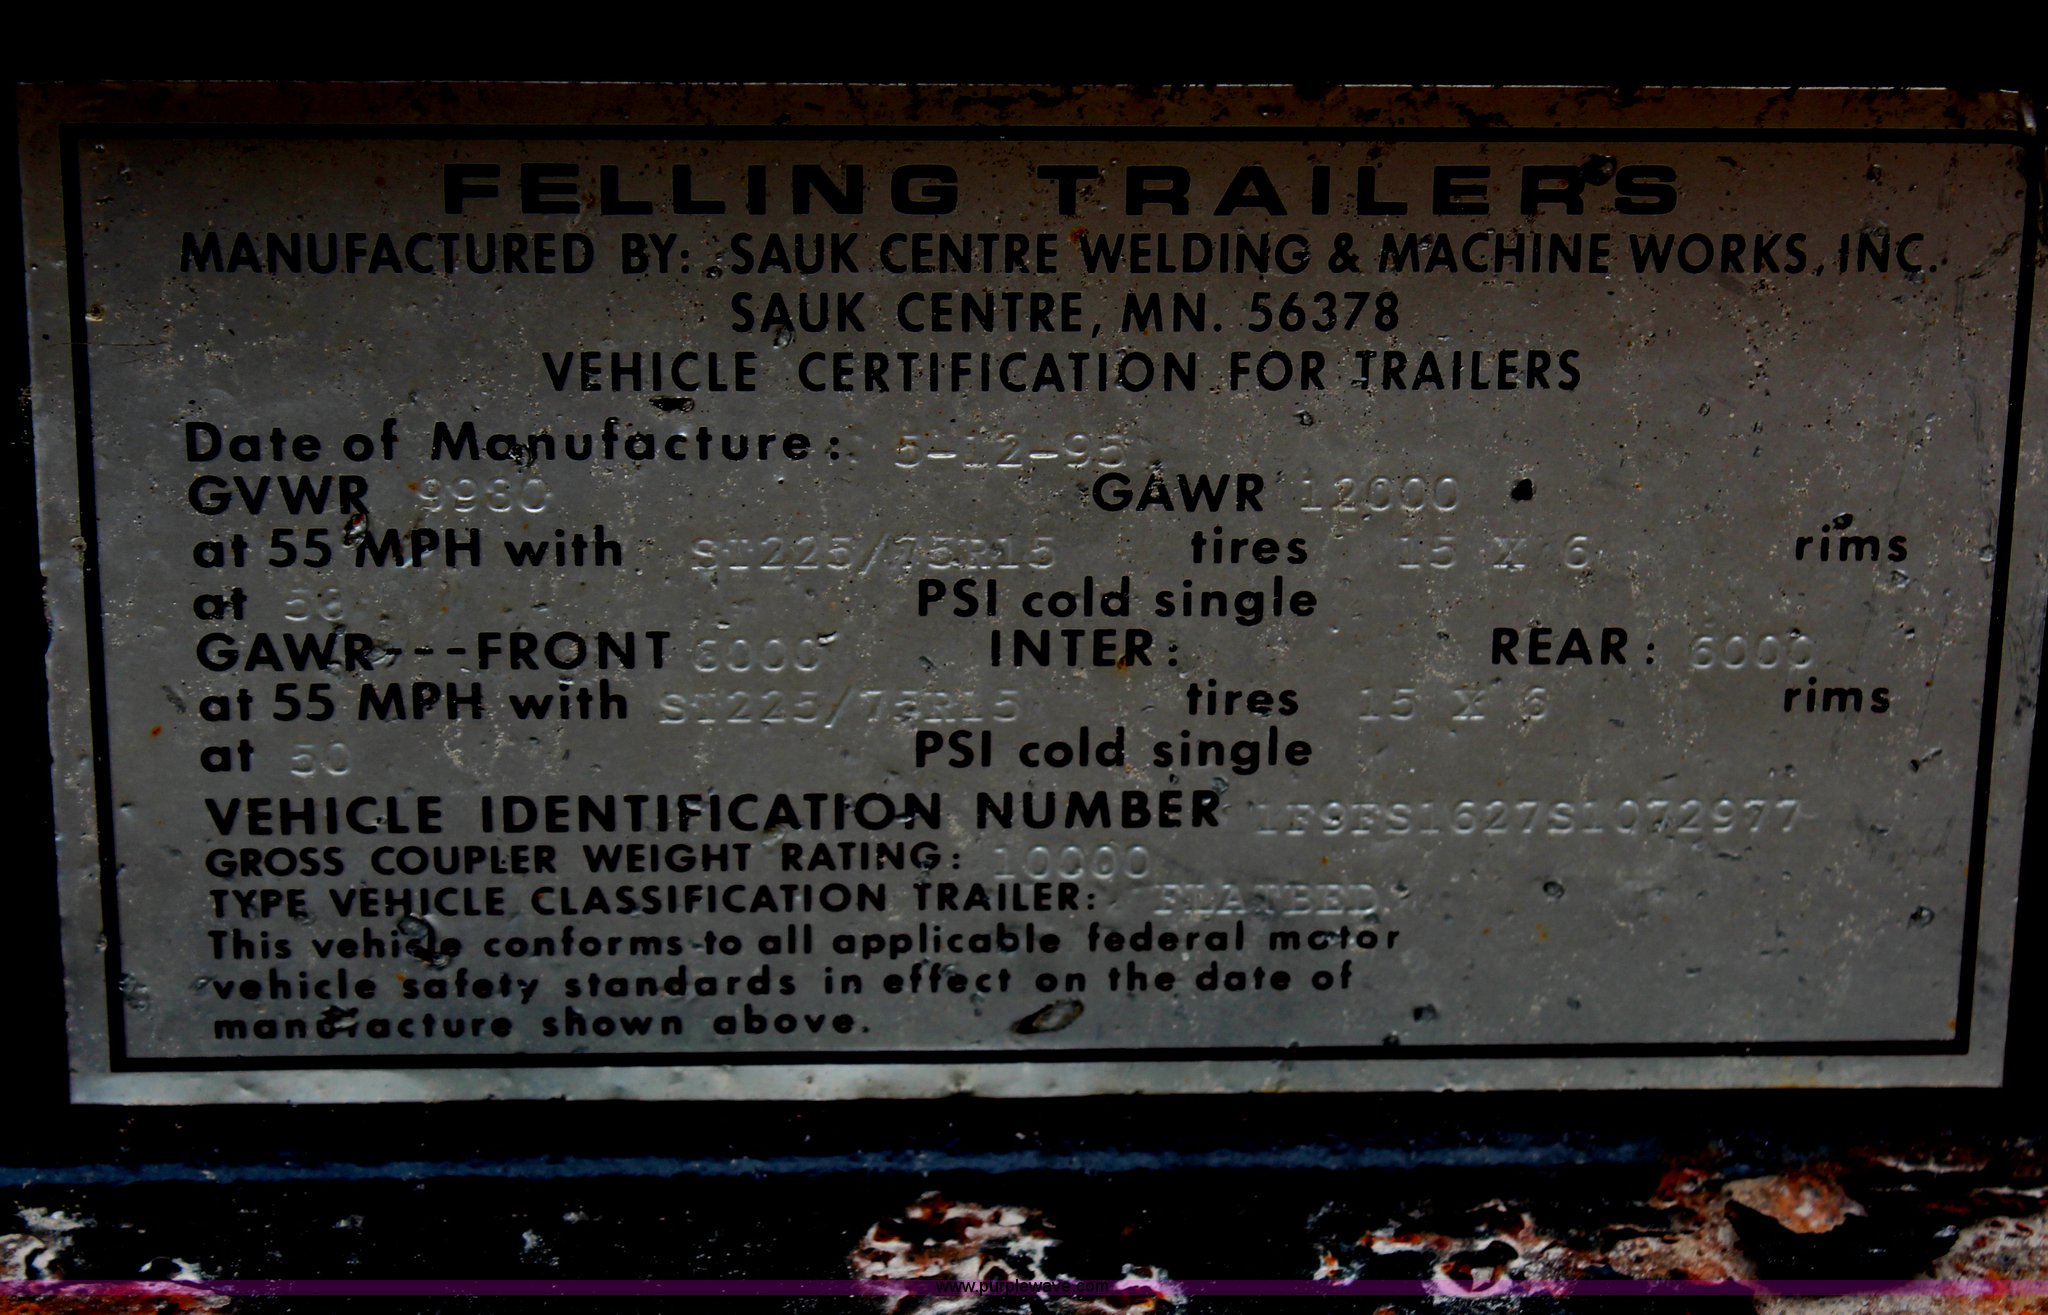 FELLING TRAILERS
MANUFACTURED BY: SAUK CENTRE WELDING & MACHINE WORKS, INC.
SAUK CENTRE, MN. 56378
VEHICLE CERTIFICATION FOR TRAILERS
Date of Manufacture: 5-12-95
GVWR 9980 GAWR 12000
at 55 MPH with ST225/75R15 tires 15 X 6 rims
at PSI cold single
GAWR---FRONT 6000 INTER: REAR: 6000
at 55 MPH with ST225/75R15 tires 15 X 6 rims
at 50 PSI cold single
VEHICLE IDENTIFICATION NUMBER 1F9FS1627S1072977
GROSS COUPLER WEIGHT RATING: 10000
TYPE VEHICLE CLASSIFICATION TRAILER: FLATBED
This vehicle conforms to all applicable federal motor
vehicle safety standards in effect on the date of
manufacture shown above.
www.purplewave.com